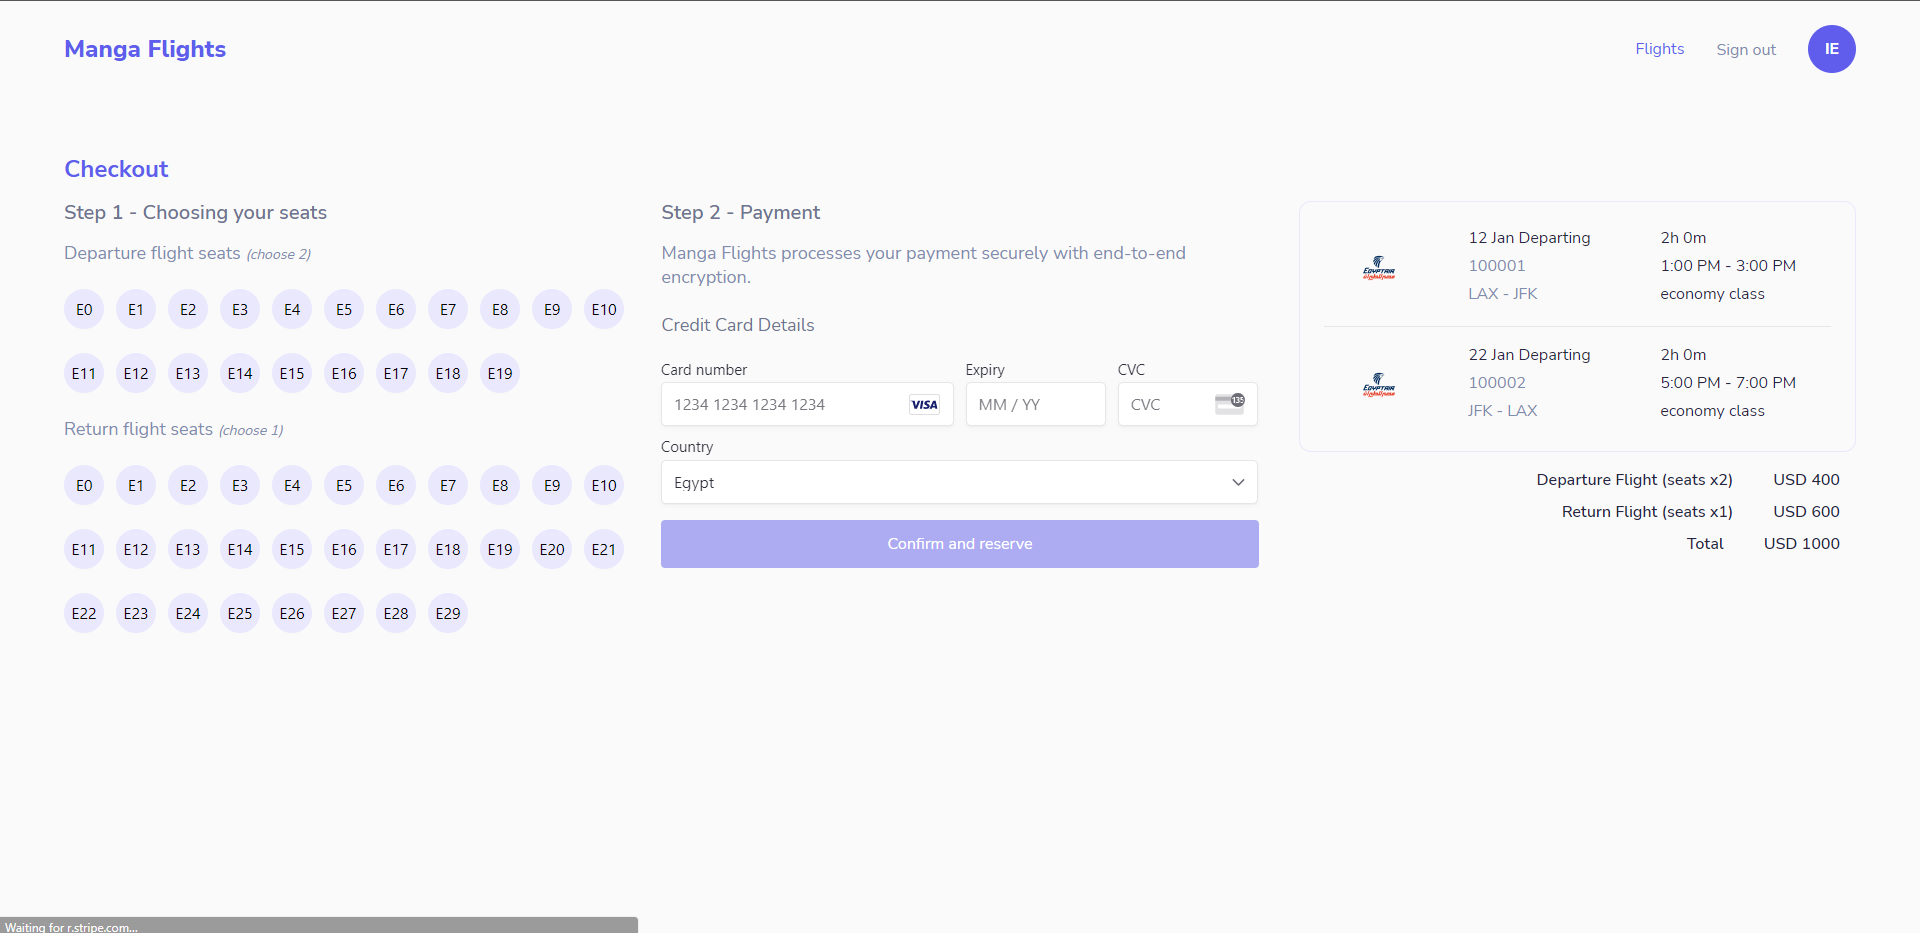 Manga Flights
Flights
Sign out
IE
Checkout
Step 1 - Choosing your seats
Departure flight seats (choose 2)
E0 E1 E2 E3 E4 E5 E6 E7 E8 E9 E10
E11 E12 E13 E14 E15 E16 E17 E18 E19
Return flight seats (choose 1)
E0 E1 E2 E3 E4 E5 E6 E7 E8 E9 E10
E11 E12 E13 E14 E15 E16 E17 E18 E19 E20 E21
E22 E23 E24 E25 E26 E27 E28 E29
Step 2 - Payment
Manga Flights processes your payment securely with end-to-end
encryption.
Credit Card Details
Card number
Expiry
CVC
1234 1234 1234 1234
VISA
MM / YY
CVC
135
Country
Egypt
Confirm and reserve
EGYPTAIR
12 Jan Departing
2h 0m
100001
1:00 PM - 3:00 PM
LAX - JFK
economy class
EGYPTAIR
22 Jan Departing
2h 0m
100002
5:00 PM - 7:00 PM
JFK - LAX
economy class
Departure Flight (seats x2) USD 400
Return Flight (seats x1) USD 600
Total USD 1000
Waiting for r.stripe.com...